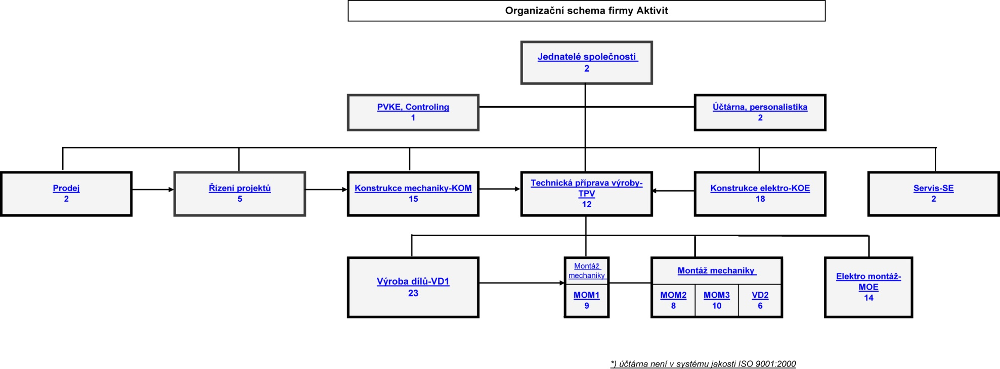 Organizační schema firmy Aktivit
Jednatelé společnosti
2
PVKE, Controling
1
Účtárna, personalistika
2
Prodej
2
Řízení projektů
5
Konstrukce mechaniky-KOM
15
Technická příprava výroby-
TPV
12
Konstrukce elektro-KOE
18
Servis-SE
2
Výroba dílů-VD1
23
Montáž
mechaniky
MOM1
9
Montáž mechaniky
MOM2
8
MOM3
10
VD2
6
Elektro montáž-
MOE
14
*) účtárna není v systému jakosti ISO 9001:2000